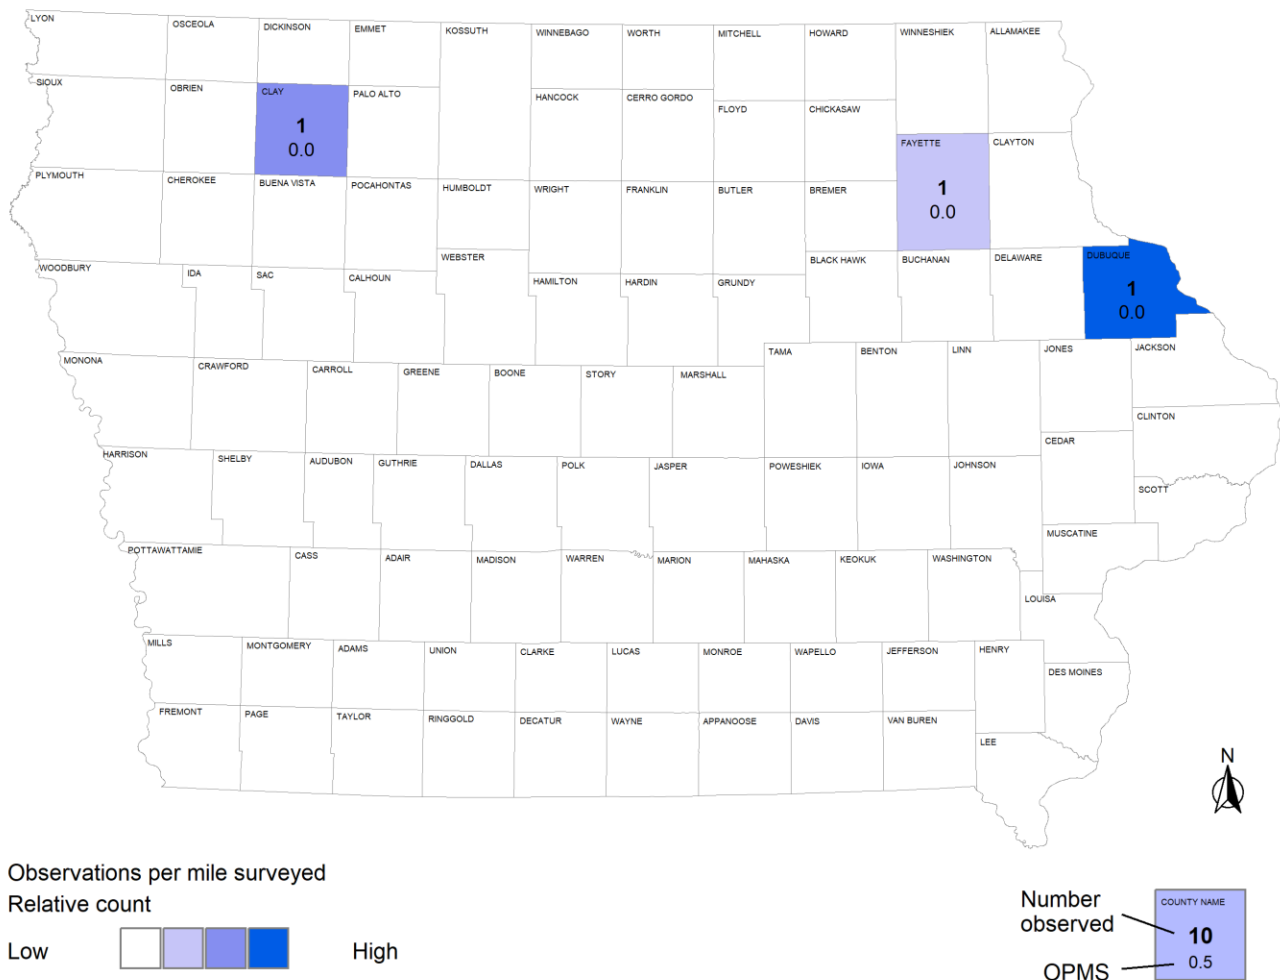 LYON
OSCEOLA
DICKINSON
EMMET
KOSSUTH
WINNEBAGO
WORTH
MITCHELL
HOWARD
WINNESHIEK
ALLAMAKEE
SIOUX
OBRIEN
CLAY
1
0.0
PALO ALTO
HANCOCK
CERRO GORDO
FLOYD
CHICKASAW
FAYETTE
1
0.0
CLAYTON
PLYMOUTH
CHEROKEE
BUENA VISTA
POCAHONTAS
HUMBOLDT
WRIGHT
FRANKLIN
BUTLER
BREMER
WOODBURY
IDA
SAC
CALHOUN
WEBSTER
HAMILTON
HARDIN
GRUNDY
BLACK HAWK
BUCHANAN
DELAWARE
DUBUQUE
1
0.0
MONONA
CRAWFORD
CARROLL
GREENE
BOONE
STORY
MARSHALL
TAMA
BENTON
LINN
JONES
JACKSON
CLINTON
CEDAR
HARRISON
SHELBY
AUDUBON
GUTHRIE
DALLAS
POLK
JASPER
POWESHIEK
IOWA
JOHNSON
SCOTT
MUSCATINE
POTTAWATTAMIE
CASS
ADAIR
MADISON
WARREN
MARION
MAHASKA
KEOKUK
WASHINGTON
LOUISA
MILLS
MONTGOMERY
ADAMS
UNION
CLARKE
LUCAS
MONROE
WAPELLO
JEFFERSON
HENRY
DES MOINES
FREMONT
PAGE
TAYLOR
RINGGOLD
DECATUR
WAYNE
APPANOOSE
DAVIS
VAN BUREN
LEE
N
Observations per mile surveyed
Relative count
Low
High
Number
observed
OPMS
COUNTY NAME
10
0.5